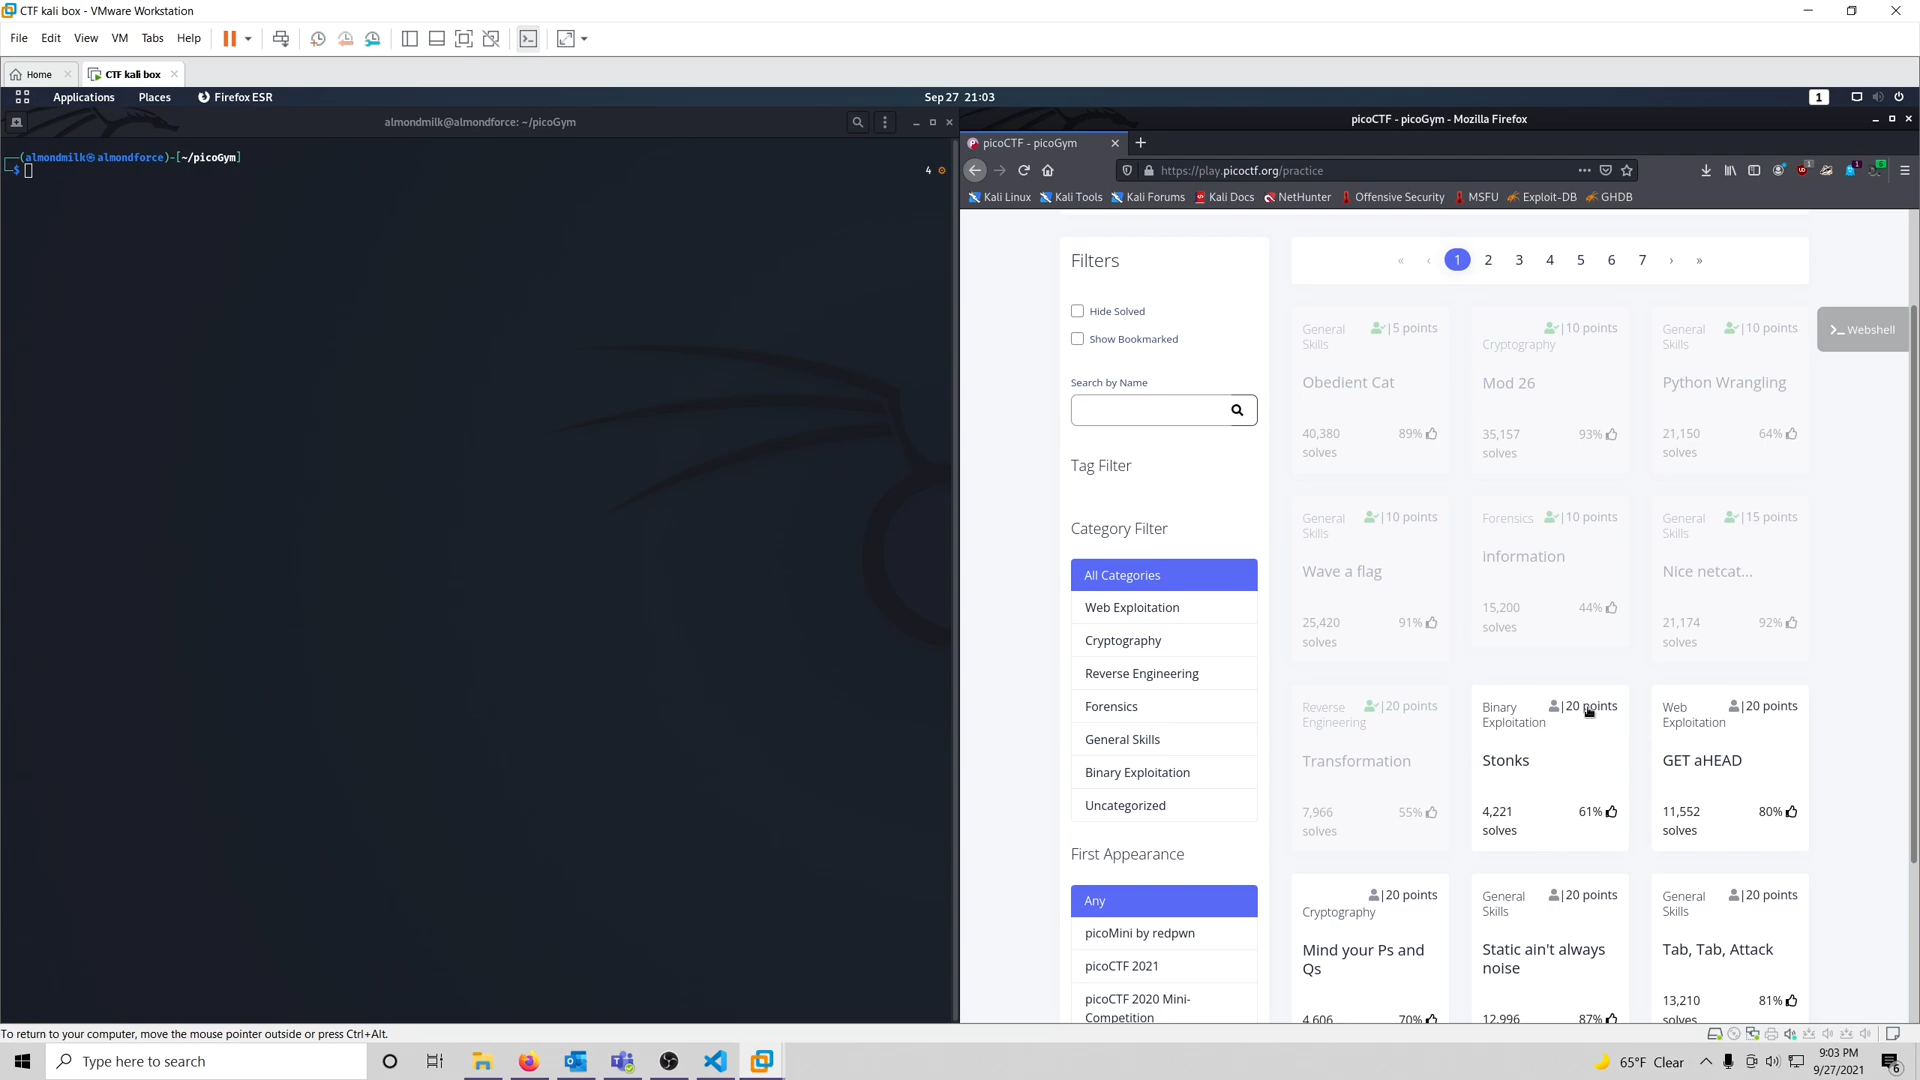 CTF kali box - VMware Workstation
File Edit View VM Tabs Help
Home
CTF kali box
Applications Places Firefox ESR
Sep 27 21:03
1
almondmilk@almondforce: ~/picoGym
(almondmilk㉿almondforce)-[~/picoGym]
$
4
picoCTF - picoGym - Mozilla Firefox
picoCTF - picoGym
https://play.picoctf.org/practice
Kali Linux Kali Tools Kali Forums Kali Docs NetHunter Offensive Security MSFU Exploit-DB GHDB
Filters
Hide Solved
Show Bookmarked
Search by Name
Tag Filter
Category Filter
All Categories
Web Exploitation
Cryptography
Reverse Engineering
Forensics
General Skills
Binary Exploitation
Uncategorized
First Appearance
Any
picoMini by redpwn
picoCTF 2021
picoCTF 2020 Mini-
Competition
« ‹ 1 2 3 4 5 6 7 › »
>_ Webshell
General
Skills
|5 points
Obedient Cat
40,380
solves
89%
Cryptography
|10 points
Mod 26
35,157
solves
93%
General
Skills
|10 points
Python Wrangling
21,150
solves
64%
General
Skills
|10 points
Wave a flag
25,420
solves
91%
Forensics
|10 points
information
15,200
solves
44%
General
Skills
|15 points
Nice netcat...
21,174
solves
92%
Reverse
Engineering
|20 points
Transformation
7,966
solves
55%
Binary
Exploitation
|20 points
Stonks
4,221
solves
61%
Web
Exploitation
|20 points
GET aHEAD
11,552
solves
80%
Cryptography
|20 points
Mind your Ps and
Qs
4,606
70%
General
Skills
|20 points
Static ain't always
noise
12,996
87%
General
Skills
|20 points
Tab, Tab, Attack
13,210
solves
81%
To return to your computer, move the mouse pointer outside or press Ctrl+Alt.
Type here to search
65°F Clear
9:03 PM
9/27/2021
6